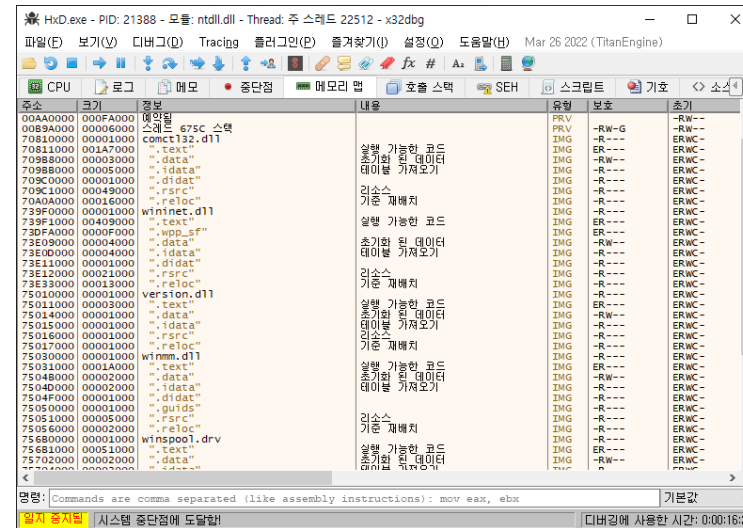 HxD.exe - PID: 21388 - 모듈: ntdll.dll - Thread: 주 스레드 22512 - x32dbg
파일(F) 보기(V) 디버그(D) Tracing 플러그인(P) 즐겨찾기(I) 설정(O) 도움말(H) Mar 26 2022 (TitanEngine)
CPU 로그 메모 중단점 메모리 맵 호출 스택 SEH 스크립트 기호 소스
주소 크기 정보 내용 유형 보호 초기
00AA0000 000FA000 예약됨 PRV -RW--
00B9A000 00006000 스레드 675C 스택 PRV -RW-G -RW--
70810000 00001000 comctl32.dll IMG -R--- ERWC-
70811000 001A7000 ".text" 실행 가능한 코드 IMG ER--- ERWC-
709B8000 00003000 ".data" 초기화 된 데이터 IMG -RW-- ERWC-
709BB000 00005000 ".idata" 테이블 가져오기 IMG -R--- ERWC-
709C0000 00001000 ".didat" IMG -R--- ERWC-
709C1000 00049000 ".rsrc" 리소스 IMG -R--- ERWC-
70A0A000 00016000 ".reloc" 기준 재배치 IMG -R--- ERWC-
739F0000 00001000 wininet.dll IMG -R--- ERWC-
739F1000 00409000 ".text" 실행 가능한 코드 IMG ER--- ERWC-
73DFA000 0000F000 ".wpp_sf" IMG ER--- ERWC-
73E09000 00004000 ".data" 초기화 된 데이터 IMG -RW-- ERWC-
73E0D000 00004000 ".idata" 테이블 가져오기 IMG -R--- ERWC-
73E11000 00001000 ".didat" IMG -R--- ERWC-
73E12000 00021000 ".rsrc" 리소스 IMG -R--- ERWC-
73E33000 00013000 ".reloc" 기준 재배치 IMG -R--- ERWC-
75010000 00001000 version.dll IMG -R--- ERWC-
75011000 00003000 ".text" 실행 가능한 코드 IMG ER--- ERWC-
75014000 00001000 ".data" 초기화 된 데이터 IMG -RW-- ERWC-
75015000 00001000 ".idata" 테이블 가져오기 IMG -R--- ERWC-
75016000 00001000 ".rsrc" 리소스 IMG -R--- ERWC-
75017000 00001000 ".reloc" 기준 재배치 IMG -R--- ERWC-
75030000 00001000 winmm.dll IMG -R--- ERWC-
75031000 0001A000 ".text" 실행 가능한 코드 IMG ER--- ERWC-
7504B000 00002000 ".data" 초기화 된 데이터 IMG -RW-- ERWC-
7504D000 00002000 ".idata" 테이블 가져오기 IMG -R--- ERWC-
7504F000 00001000 ".didat" IMG -R--- ERWC-
75050000 00001000 ".guids" IMG -R--- ERWC-
75051000 00005000 ".rsrc" 리소스 IMG -R--- ERWC-
75056000 00002000 ".reloc" 기준 재배치 IMG -R--- ERWC-
756B0000 00001000 winspool.drv IMG -R--- ERWC-
756B1000 00051000 ".text" 실행 가능한 코드 IMG ER--- ERWC-
75702000 00002000 ".data" 초기화 된 데이터 IMG -RW-- ERWC-
명령: Commands are comma separated (like assembly instructions): mov eax, ebx 기본값
일지 중지됨 시스템 중단점에 도달함! 디버깅에 사용한 시간: 0:00:16: